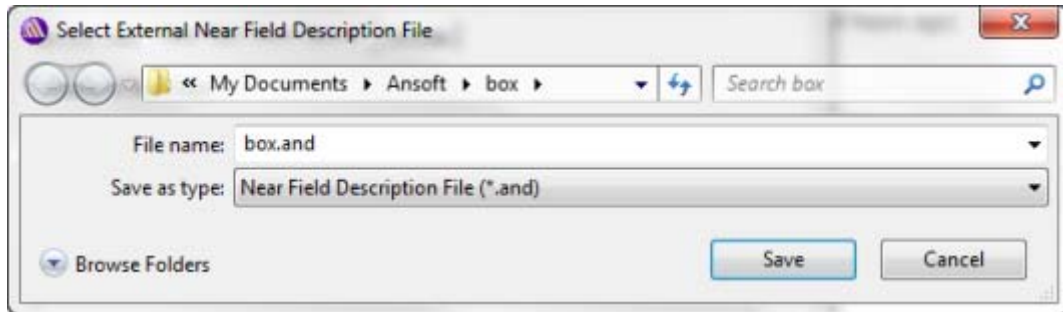 Select External Near Field Description File
« My Documents ▸ Ansoft ▸ box ▸ Search box
File name: box.and
Save as type: Near Field Description File (*.and)
Browse Folders Save Cancel